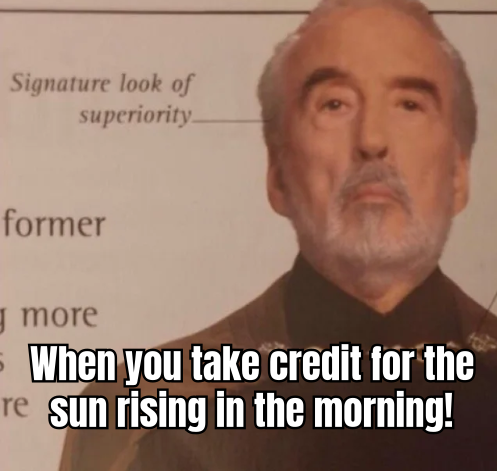 Signature look of
superiority
former
more
When you take credit for the
re
sun rising in the morning!